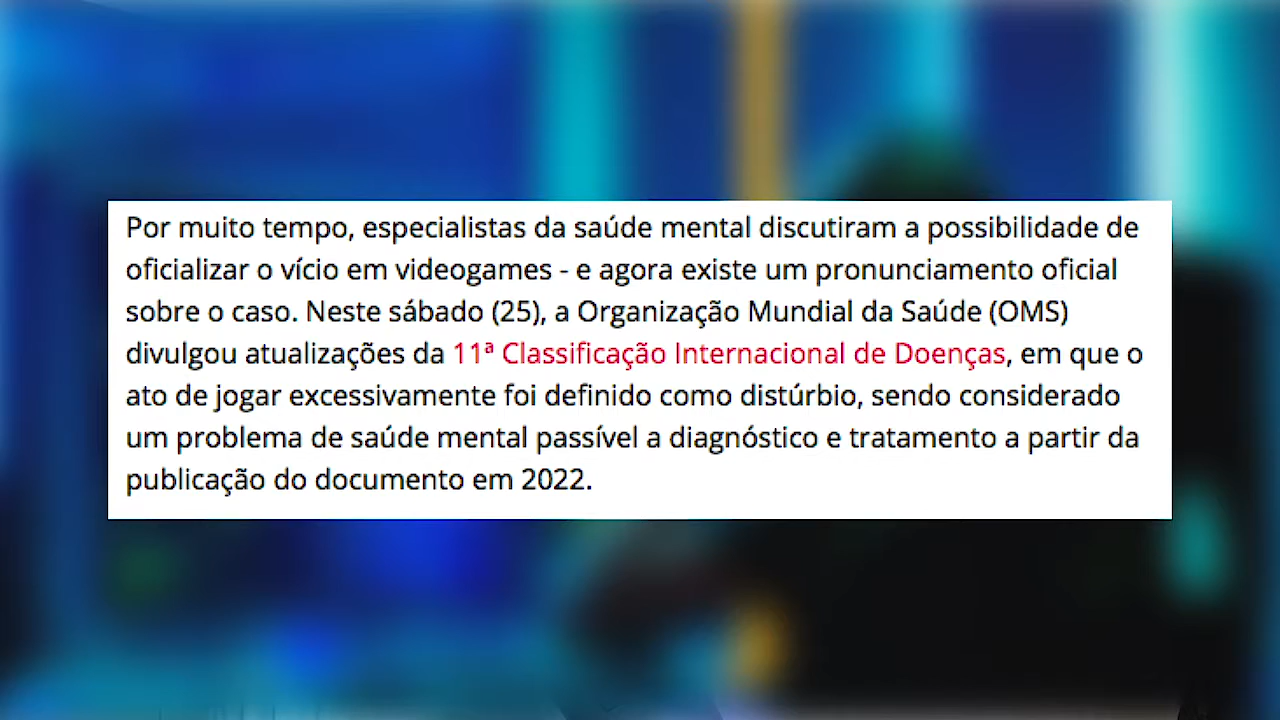 Por muito tempo, especialistas da saúde mental discutiram a possibilidade de
oficializar o vício em videogames - e agora existe um pronunciamento oficial
sobre o caso. Neste sábado (25), a Organização Mundial da Saúde (OMS)
divulgou atualizações da 11ª Classificação Internacional de Doenças, em que o
ato de jogar excessivamente foi definido como distúrbio, sendo considerado
um problema de saúde mental passível a diagnóstico e tratamento a partir da
publicação do documento em 2022.